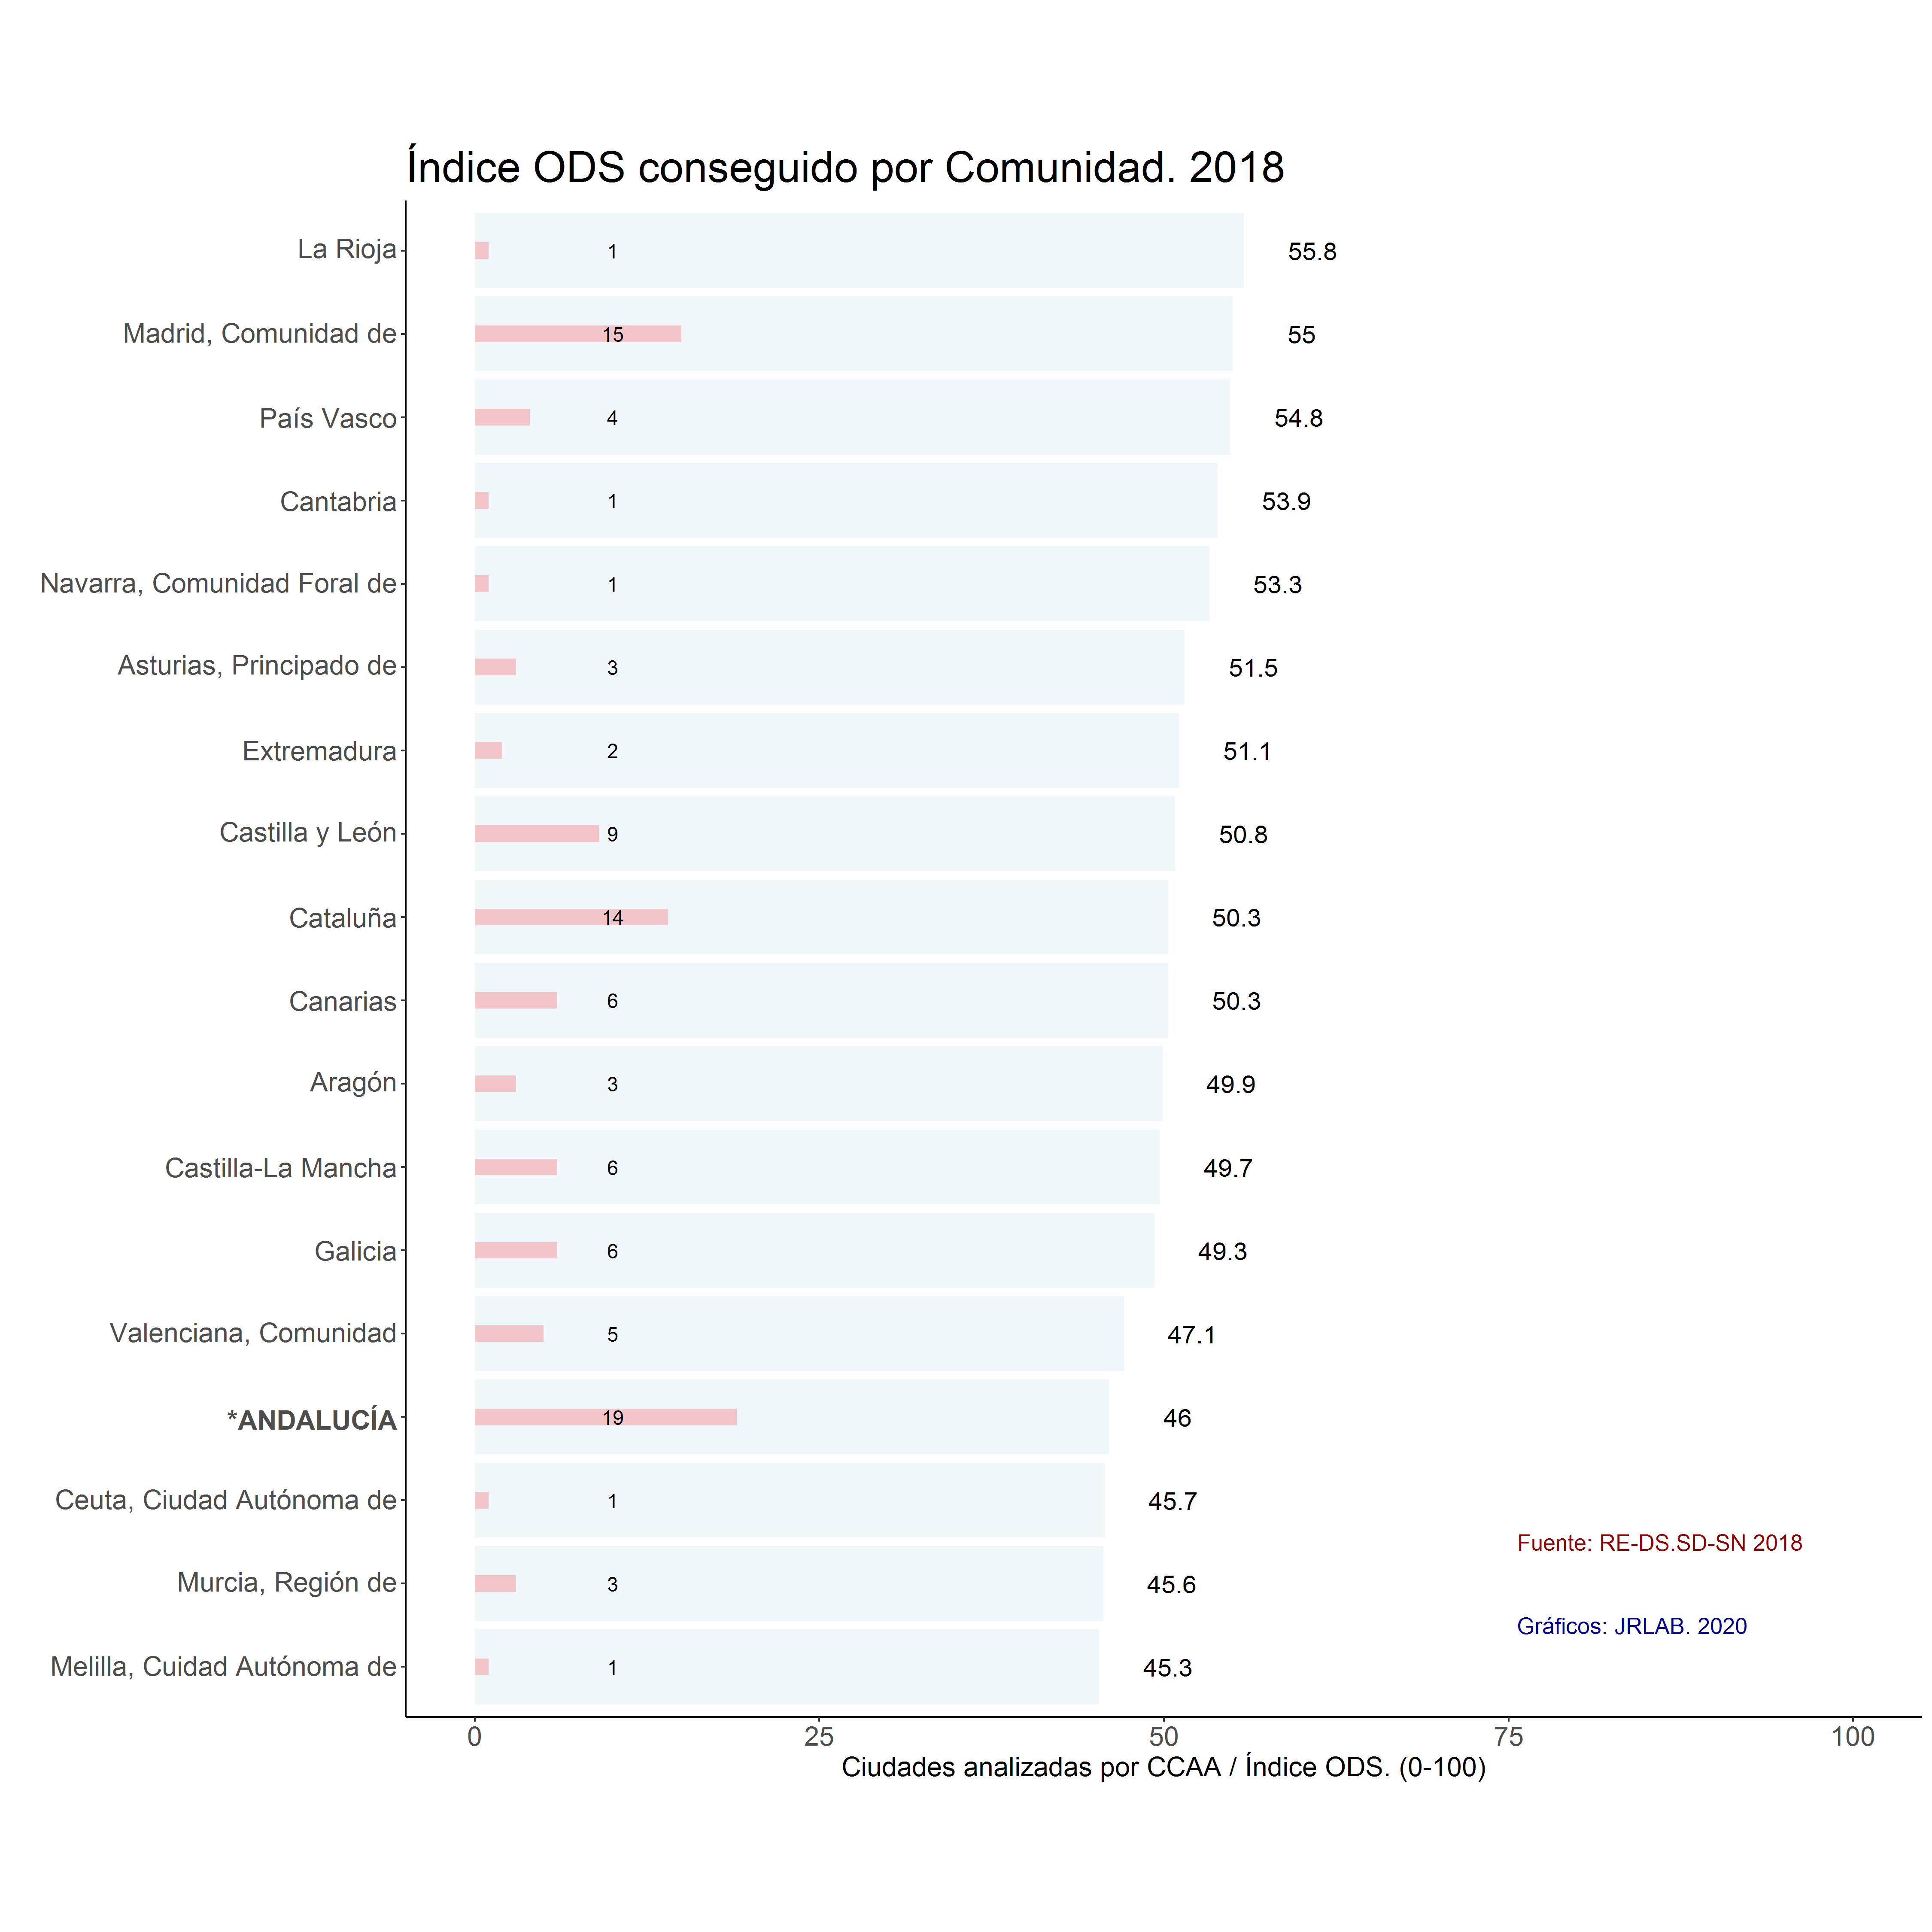 Índice ODS conseguido por Comunidad. 2018
La Rioja 1 55.8
Madrid, Comunidad de 15 55
País Vasco 4 54.8
Cantabria 1 53.9
Navarra, Comunidad Foral de 1 53.3
Asturias, Principado de 3 51.5
Extremadura 2 51.1
Castilla y León 9 50.8
Cataluña 14 50.3
Canarias 6 50.3
Aragón 3 49.9
Castilla-La Mancha 6 49.7
Galicia 6 49.3
Valenciana, Comunidad 5 47.1
*ANDALUCÍA 19 46
Ceuta, Ciudad Autónoma de 1 45.7
Fuente: RE-DS.SD-SN 2018
Murcia, Región de 3 45.6
Gráficos: JRLAB. 2020
Melilla, Cuidad Autónoma de 1 45.3
0 25 50 75 100
Ciudades analizadas por CCAA / Índice ODS. (0-100)